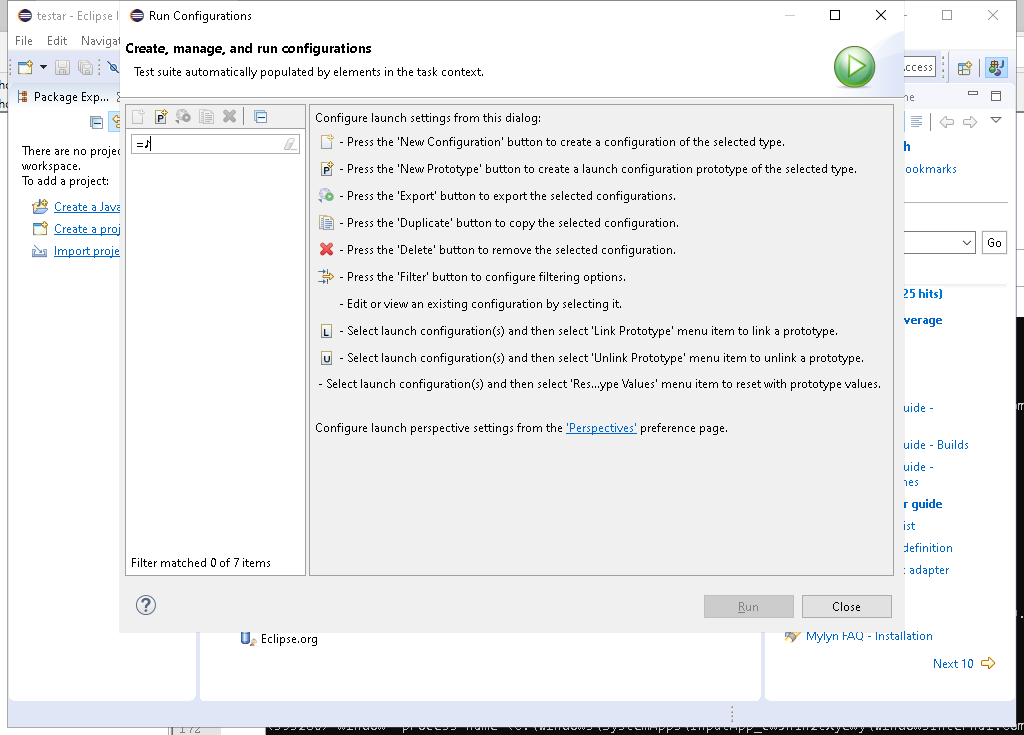 testar - Eclipse I
Run Configurations
File Edit Navigat
Create, manage, and run configurations
Test suite automatically populated by elements in the task context.
ccess
Package Exp...
=♪
There are no projec
workspace.
To add a project:
Create a Java
Create a proj
Import proje
Filter matched 0 of 7 items
Configure launch settings from this dialog:
- Press the 'New Configuration' button to create a configuration of the selected type.
P - Press the 'New Prototype' button to create a launch configuration prototype of the selected type.
- Press the 'Export' button to export the selected configurations.
- Press the 'Duplicate' button to copy the selected configuration.
- Press the 'Delete' button to remove the selected configuration.
- Press the 'Filter' button to configure filtering options.
- Edit or view an existing configuration by selecting it.
L - Select launch configuration(s) and then select 'Link Prototype' menu item to link a prototype.
U - Select launch configuration(s) and then select 'Unlink Prototype' menu item to unlink a prototype.
- Select launch configuration(s) and then select 'Res...ype Values' menu item to reset with prototype values.
Configure launch perspective settings from the 'Perspectives' preference page.
?
Run
Close
ookmarks
Go
25 hits)
verage
uide -
uide - Builds
uide -
nes
r guide
ist
definition
t adapter
Eclipse.org
Mylyn FAQ - Installation
Next 10
172